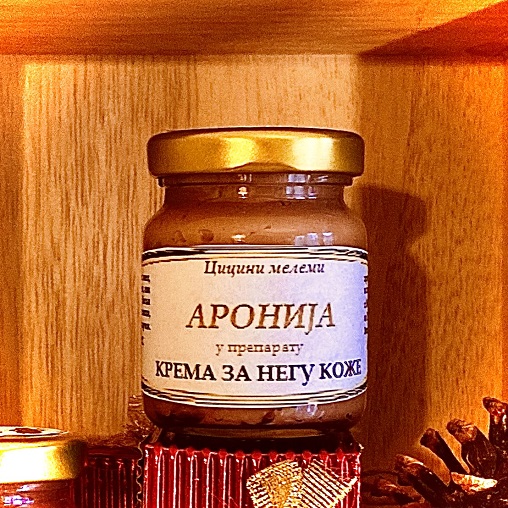 Цицини мелеми
АРОНИЈА
у препарату
КРЕМА ЗА НЕГУ КОЖЕ